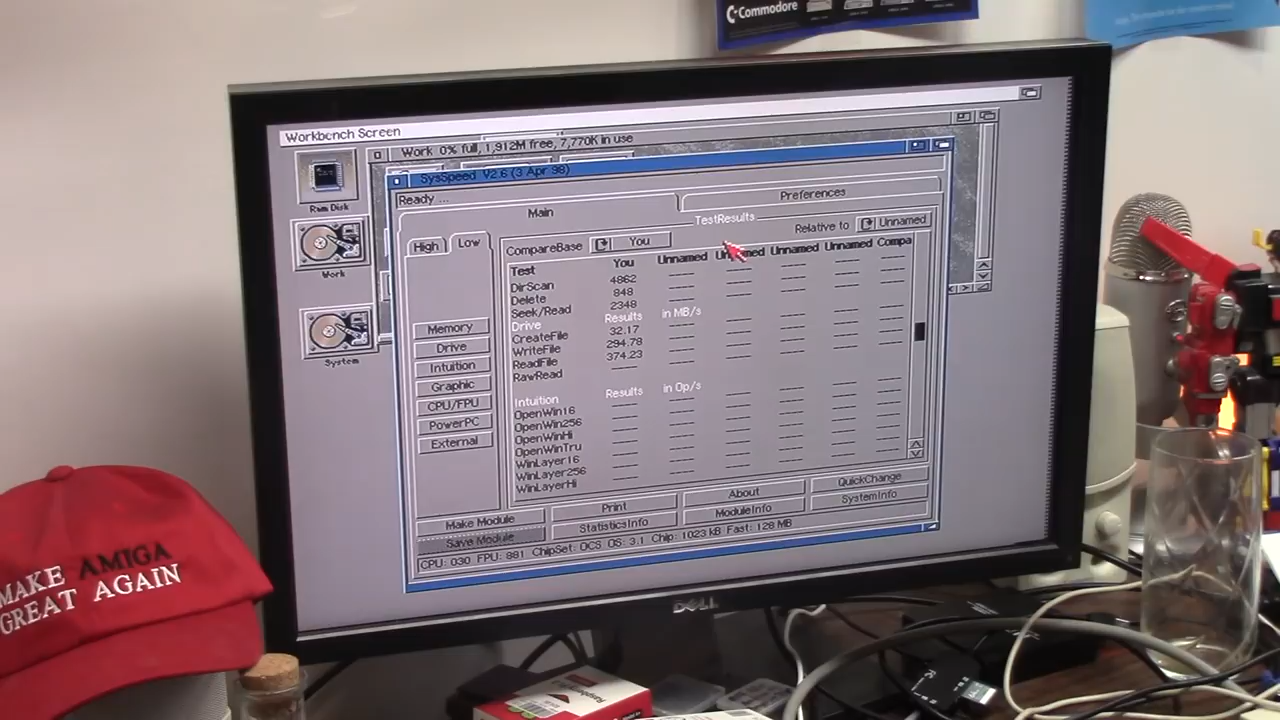 Commodore
Workbench Screen
Work 0% full, 1,912M free, 7,770K in use
SysSpeed V2.6 (3 Apr 98)
Ready ...
Main
Preferences
TestResults
High
Low
CompareBase
You
Relative to
Unnamed
Test You Unnamed Unnamed Unnamed Unnamed Compa
DirScan 4862
Delete 848
Seek/Read 2348
Drive Results in MB/s
CreateFile 32.17
WriteFile 294.78
ReadFile 374.23
RawRead
Intuition Results in Op/s
OpenWin16
OpenWin256
OpenWinHi
OpenWinTru
WinLayer16
WinLayer256
WinLayerHi
Memory
Drive
Intuition
Graphic
CPU/FPU
PowerPC
External
Make Module
Print
About
QuickChange
Save Module
StatisticsInfo
ModuleInfo
SystemInfo
CPU: 030 FPU: 881 ChipSet: OCS OS: 3.1 Chip: 1023 kB Fast: 128 MB
Ram Disk
Work
System
DELL
MAKE AMIGA
GREAT AGAIN
Raspberry